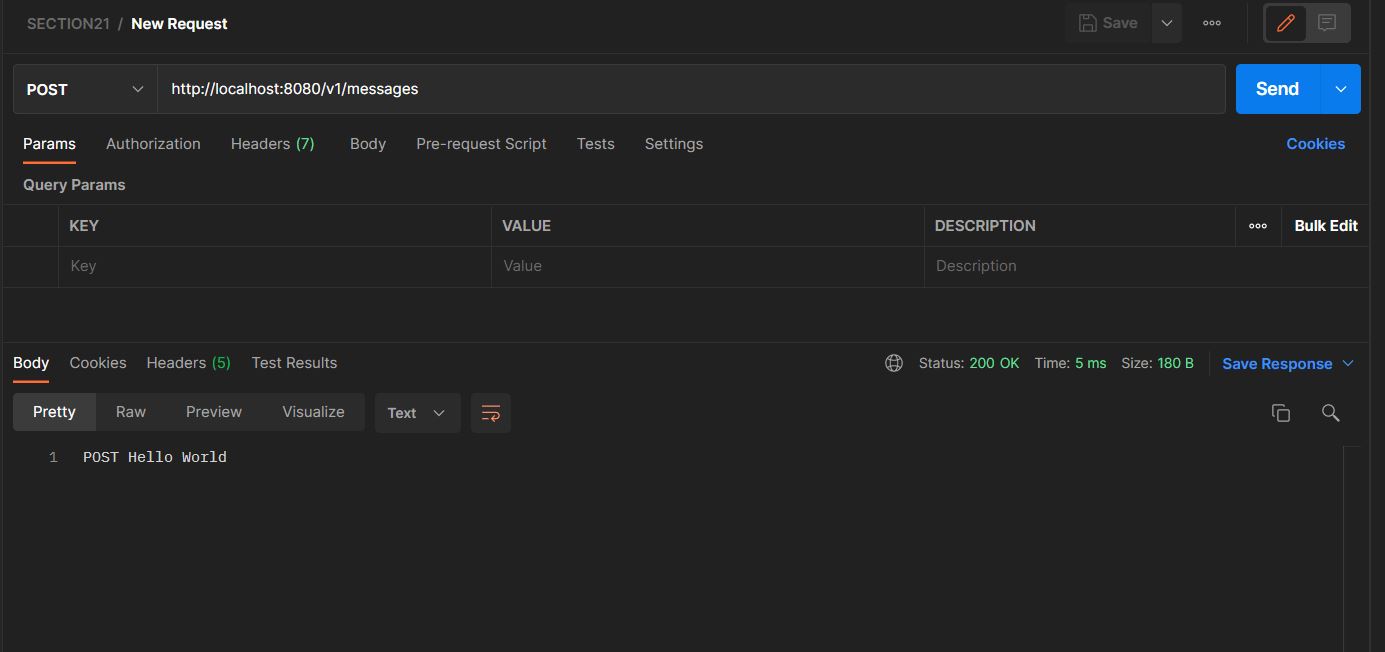 SECTION21 / New Request Save
POST http://localhost:8080/v1/messages Send
Params Authorization Headers (7) Body Pre-request Script Tests Settings Cookies
Query Params
KEY VALUE DESCRIPTION Bulk Edit
Key Value Description
Body Cookies Headers (5) Test Results Status: 200 OK Time: 5 ms Size: 180 B Save Response
Pretty Raw Preview Visualize Text
1 POST Hello World